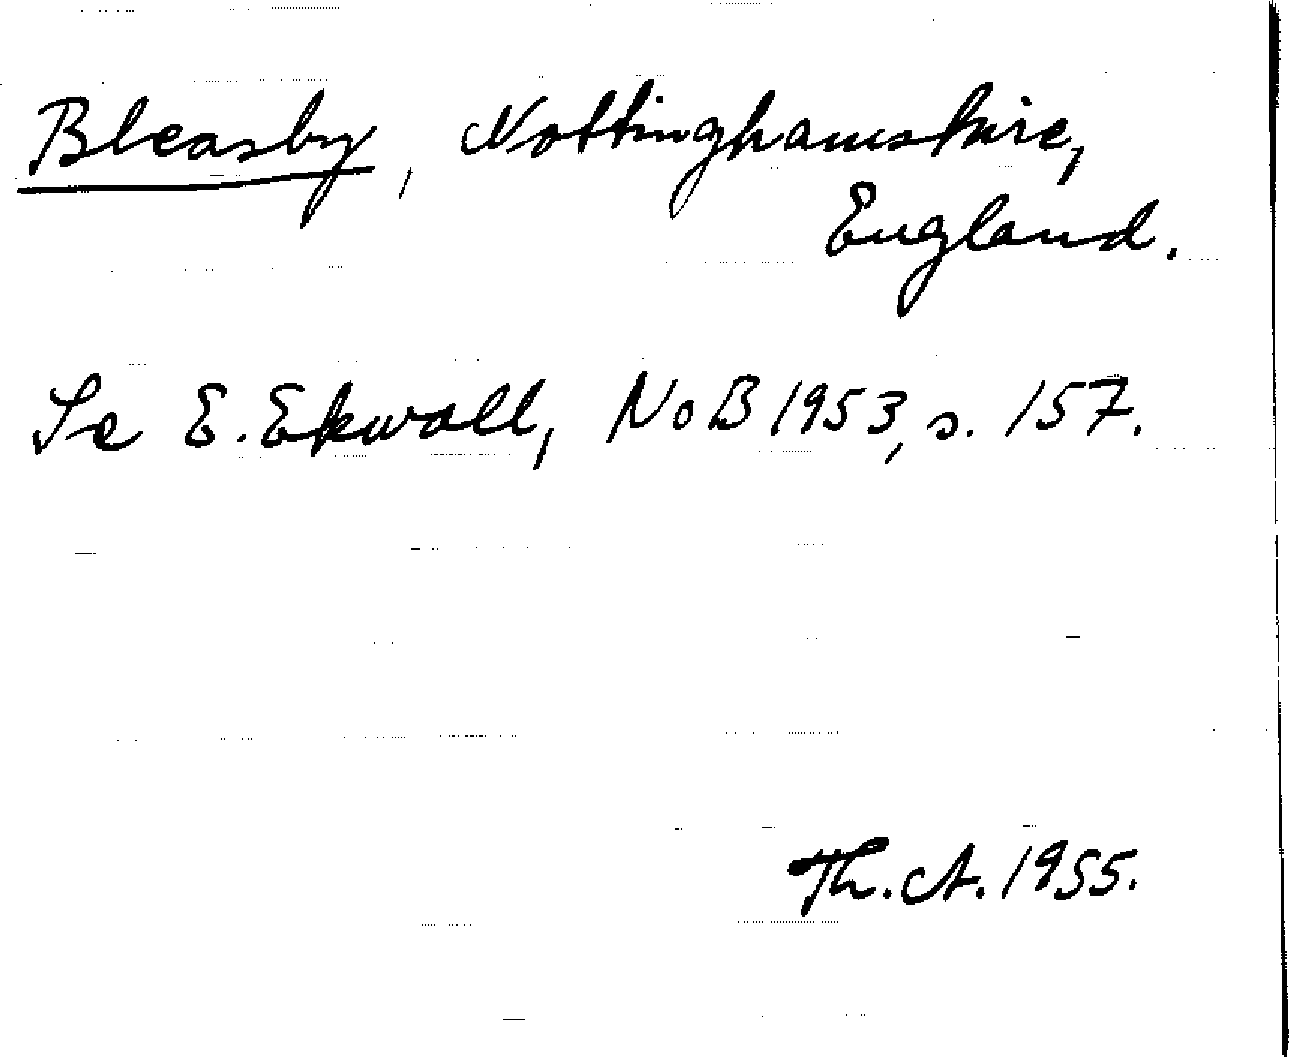 Bleasby, Nottinghamshire,
England.
Se E. Ekwall, NoB 1953, s. 157.
Th. A. 1955.